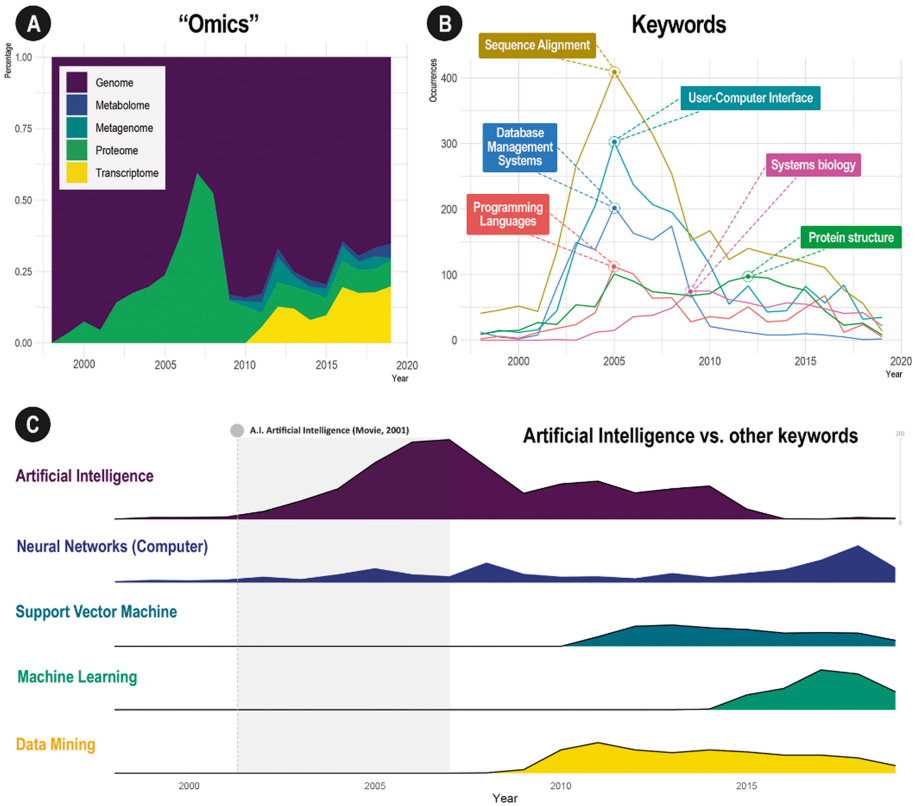 A
“Omics”
Percentage
1.00
0.75
0.50
0.25
0.00
Genome
Metabolome
Metagenome
Proteome
Transcriptome
2000
2005
2010
2015
2020
Year
B
Keywords
Occurrences
400
300
200
100
0
Sequence Alignment
User-Computer Interface
Database
Management
Systems
Systems biology
Programming
Languages
Protein structure
2000
2005
2010
2015
2020
Year
C
A.I. Artificial Intelligence (Movie, 2001)
Artificial Intelligence vs. other keywords
200
0
Artificial Intelligence
Neural Networks (Computer)
Support Vector Machine
Machine Learning
Data Mining
2000
2005
2010
2015
Year